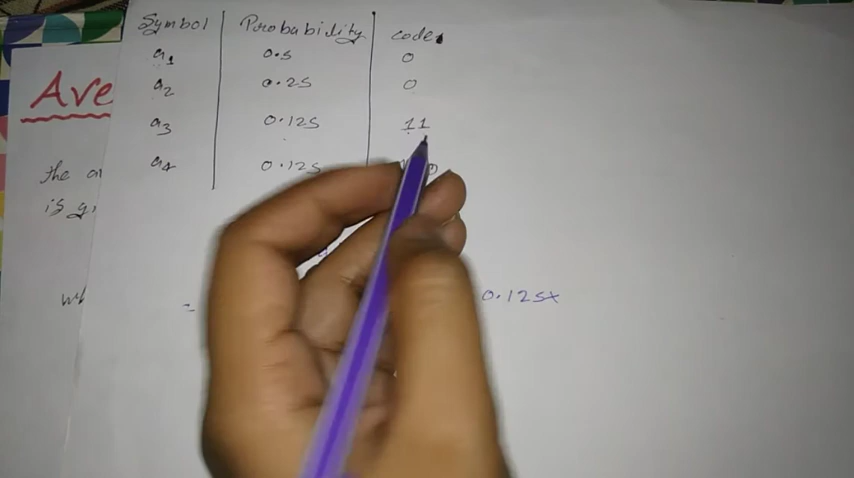 Symbol Probability code
a1 0.5 0
a2 0.25 0
a3 0.125 11
a4 0.125
Ave
the
is
=
0.125x